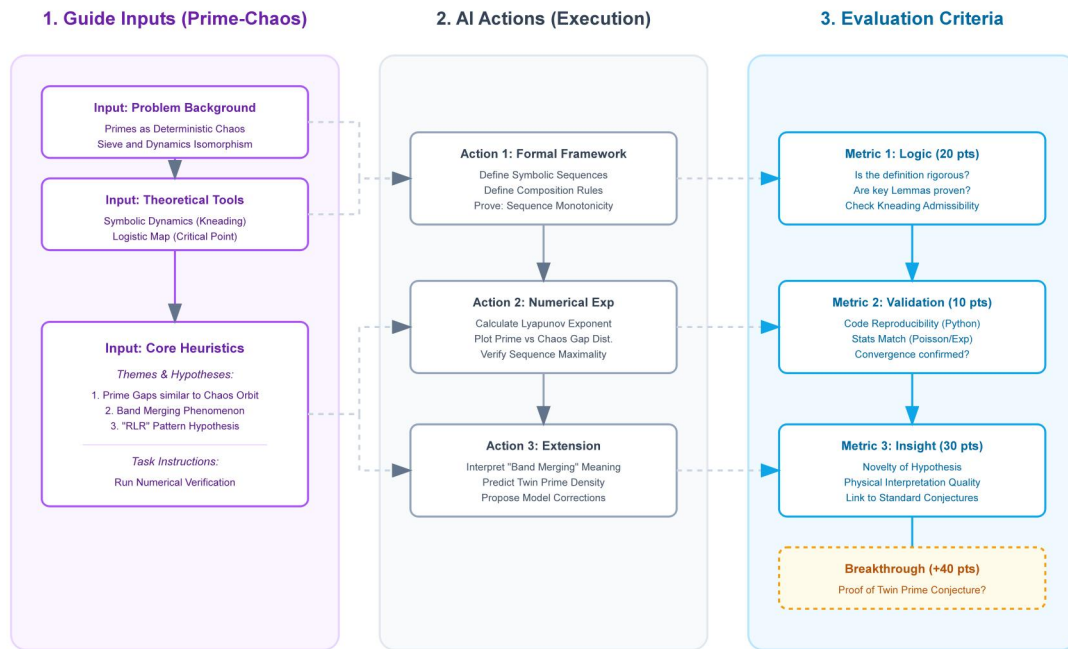 1. Guide Inputs (Prime-Chaos)
Input: Problem Background
Primes as Deterministic Chaos
Sieve and Dynamics Isomorphism
Input: Theoretical Tools
Symbolic Dynamics (Kneading)
Logistic Map (Critical Point)
Input: Core Heuristics
Themes & Hypotheses:
1. Prime Gaps similar to Chaos Orbit
2. Band Merging Phenomenon
3. "RLR" Pattern Hypothesis
Task Instructions:
Run Numerical Verification
2. AI Actions (Execution)
Action 1: Formal Framework
Define Symbolic Sequences
Define Composition Rules
Prove: Sequence Monotonicity
Action 2: Numerical Exp
Calculate Lyapunov Exponent
Plot Prime vs Chaos Gap Dist.
Verify Sequence Maximality
Action 3: Extension
Interpret "Band Merging" Meaning
Predict Twin Prime Density
Propose Model Corrections
3. Evaluation Criteria
Metric 1: Logic (20 pts)
Is the definition rigorous?
Are key Lemmas proven?
Check Kneading Admissibility
Metric 2: Validation (10 pts)
Code Reproducibility (Python)
Stats Match (Poisson/Exp)
Convergence confirmed?
Metric 3: Insight (30 pts)
Novelty of Hypothesis
Physical Interpretation Quality
Link to Standard Conjectures
Breakthrough (+40 pts)
Proof of Twin Prime Conjecture?